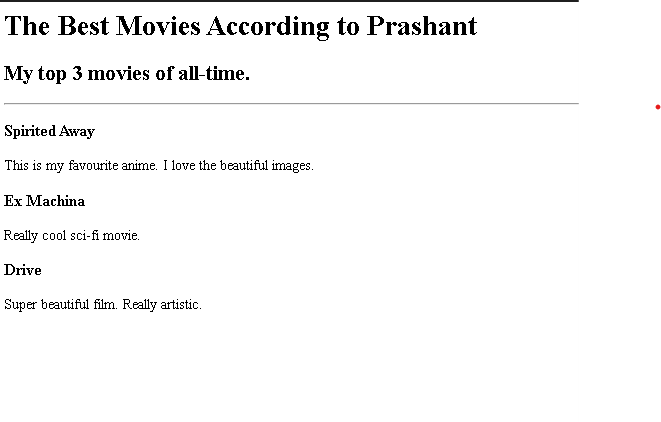 The Best Movies According to Prashant
My top 3 movies of all-time.
Spirited Away
This is my favourite anime. I love the beautiful images.
Ex Machina
Really cool sci-fi movie.
Drive
Super beautiful film. Really artistic.